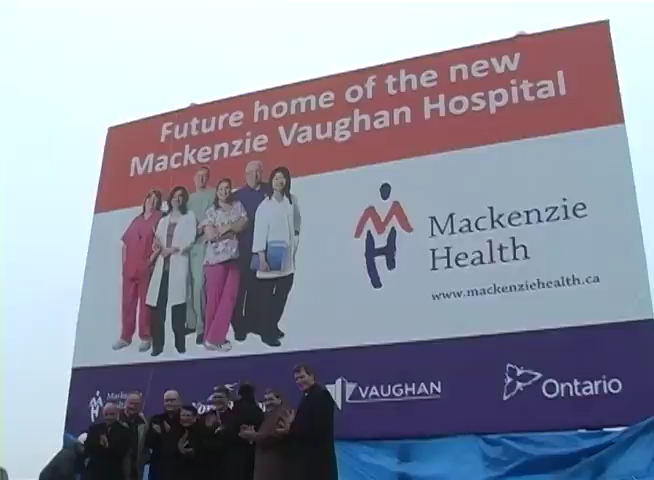 Future home of the new
Mackenzie Vaughan Hospital
Mackenzie
Health
www.mackenziehealth.ca
VAUGHAN
Ontario